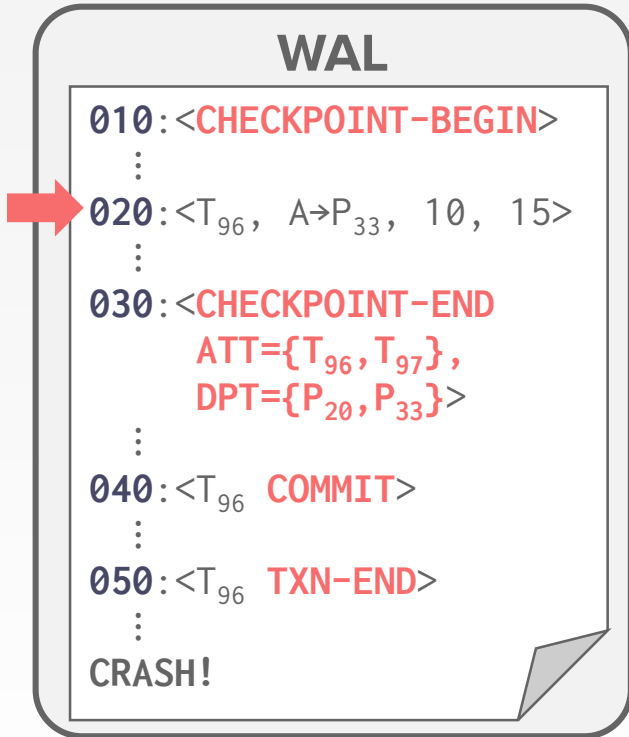 WAL
010:<CHECKPOINT-BEGIN>
⋮
020:<T₉₆, A→P₃₃, 10, 15>
⋮
030:<CHECKPOINT-END
ATT={T₉₆,T₉₇},
DPT={P₂₀,P₃₃}>
⋮
040:<T₉₆ COMMIT>
⋮
050:<T₉₆ TXN-END>
⋮
CRASH!